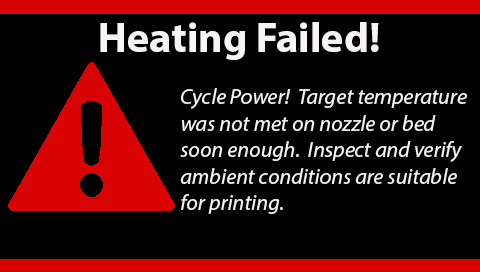 Heating Failed!
Cycle Power!  Target temperature
was not met on nozzle or bed
soon enough.  Inspect and verify
ambient conditions are suitable
for printing.